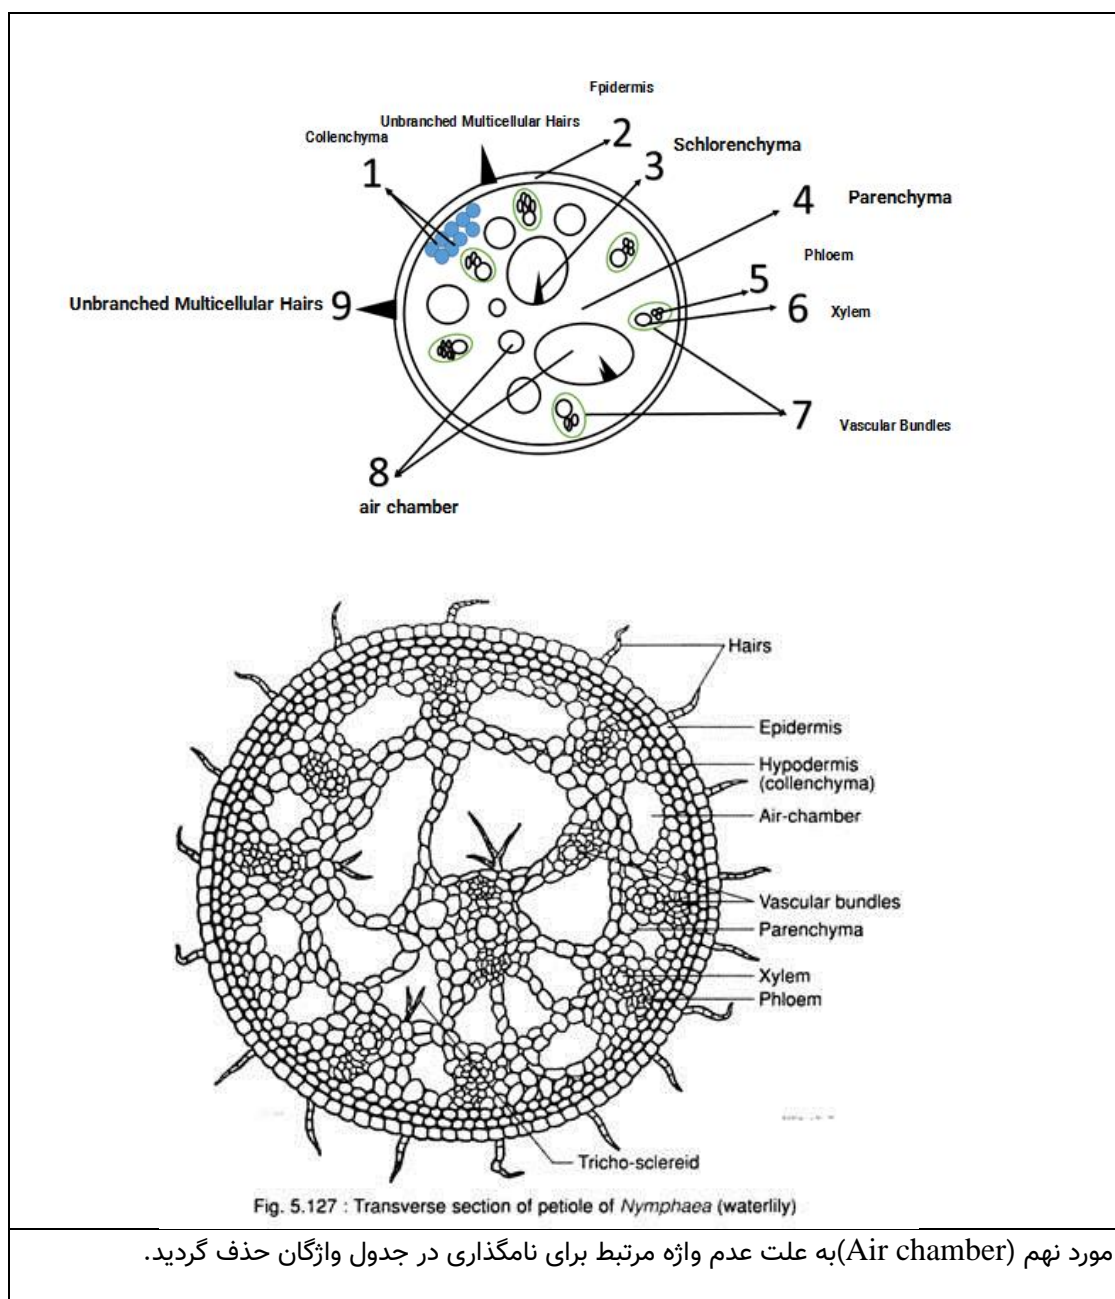 Fpidermis
Unbranched Multicellular Hairs
Collenchyma
2
Schlorenchyma
3
1
4
Parenchyma
Phloem
5
Unbranched Multicellular Hairs 9
6
Xylem
7
Vascular Bundles
8
air chamber
Hairs
Epidermis
Hypodermis
(collenchyma)
Air-chamber
Vascular bundles
Parenchyma
Xylem
Phloem
Tricho-sclereid
Fig. 5.127 : Transverse section of petiole of Nymphaea (waterlily)
مورد نهم (Air chamber)به علت عدم واژه مرتبط برای نامگذاری در جدول واژگان حذف گردید.